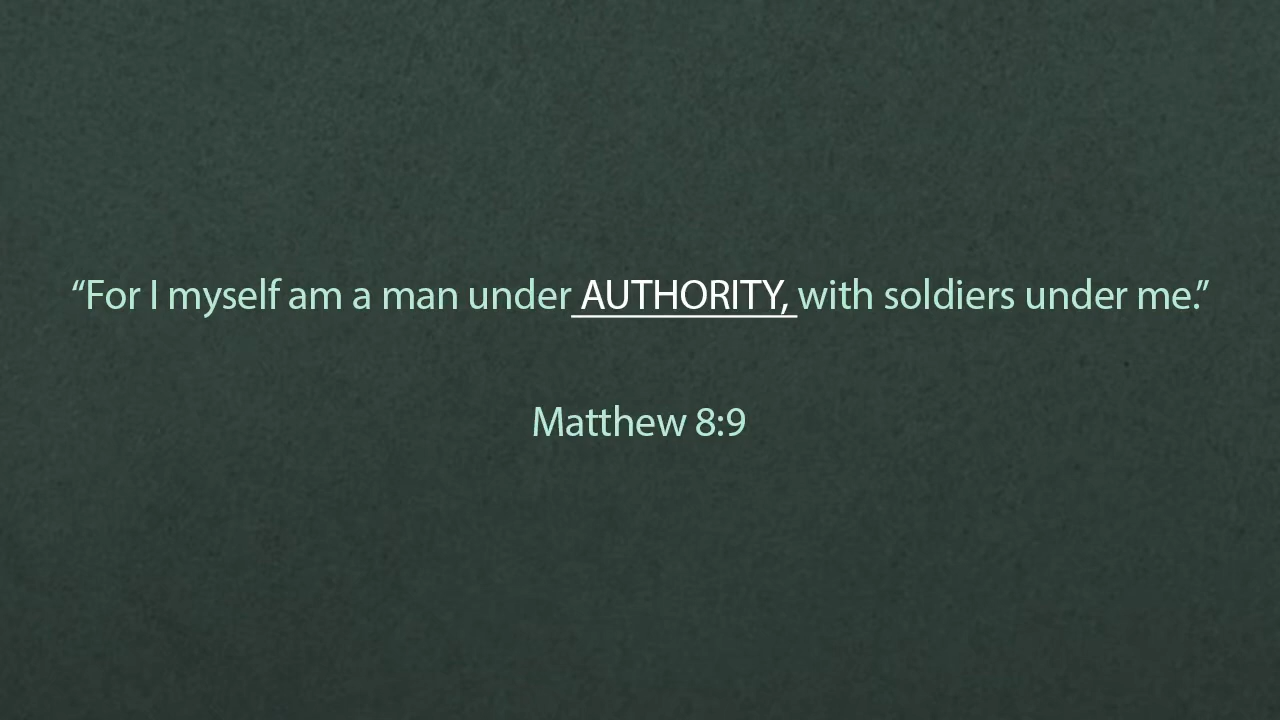 “For I myself am a man under AUTHORITY, with soldiers under me.”
Matthew 8:9